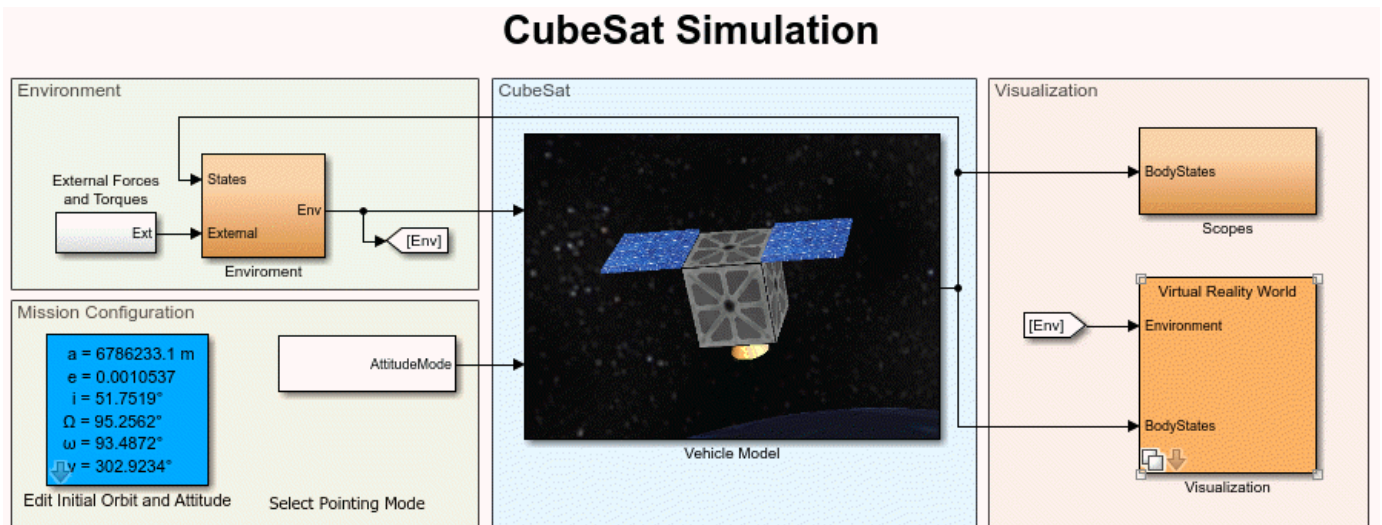 CubeSat Simulation
Environment
External Forces
and Torques
Ext
States
External
Env
Enviroment
[Env]
Mission Configuration
a = 6786233.1 m
e = 0.0010537
i = 51.7519°
Ω = 95.2562°
ω = 93.4872°
ν = 302.9234°
Edit Initial Orbit and Attitude
AttitudeMode
Select Pointing Mode
CubeSat
Vehicle Model
Visualization
BodyStates
Scopes
[Env]
Virtual Reality World
Environment
BodyStates
Visualization